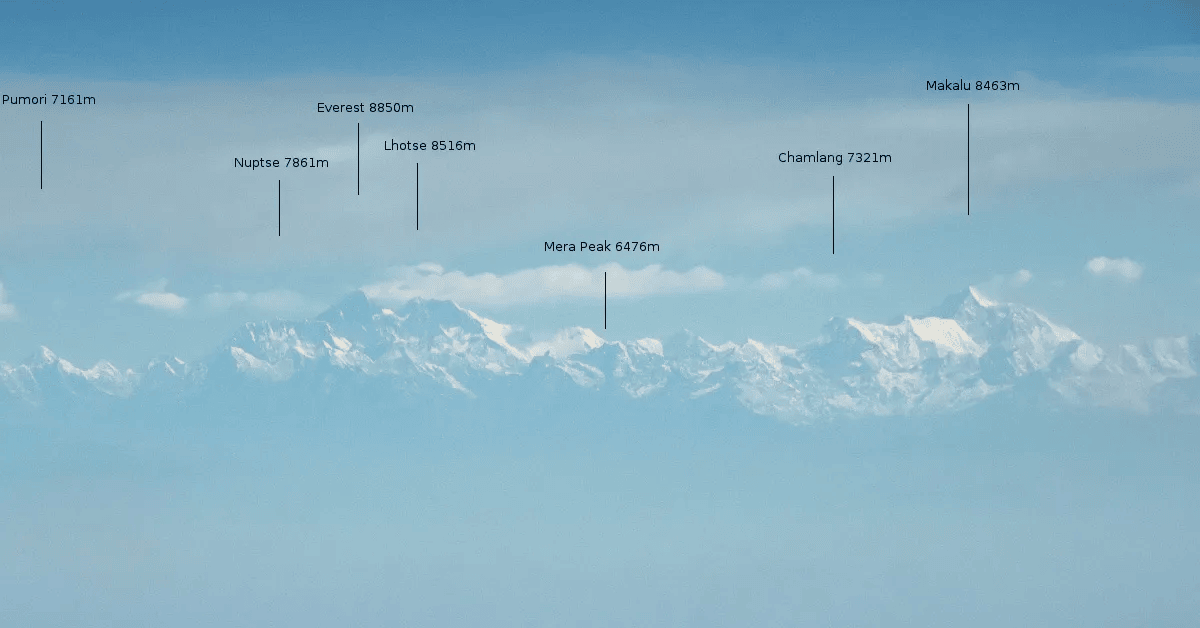 Pumori 7161m
Nuptse 7861m
Everest 8850m
Lhotse 8516m
Mera Peak 6476m
Chamlang 7321m
Makalu 8463m